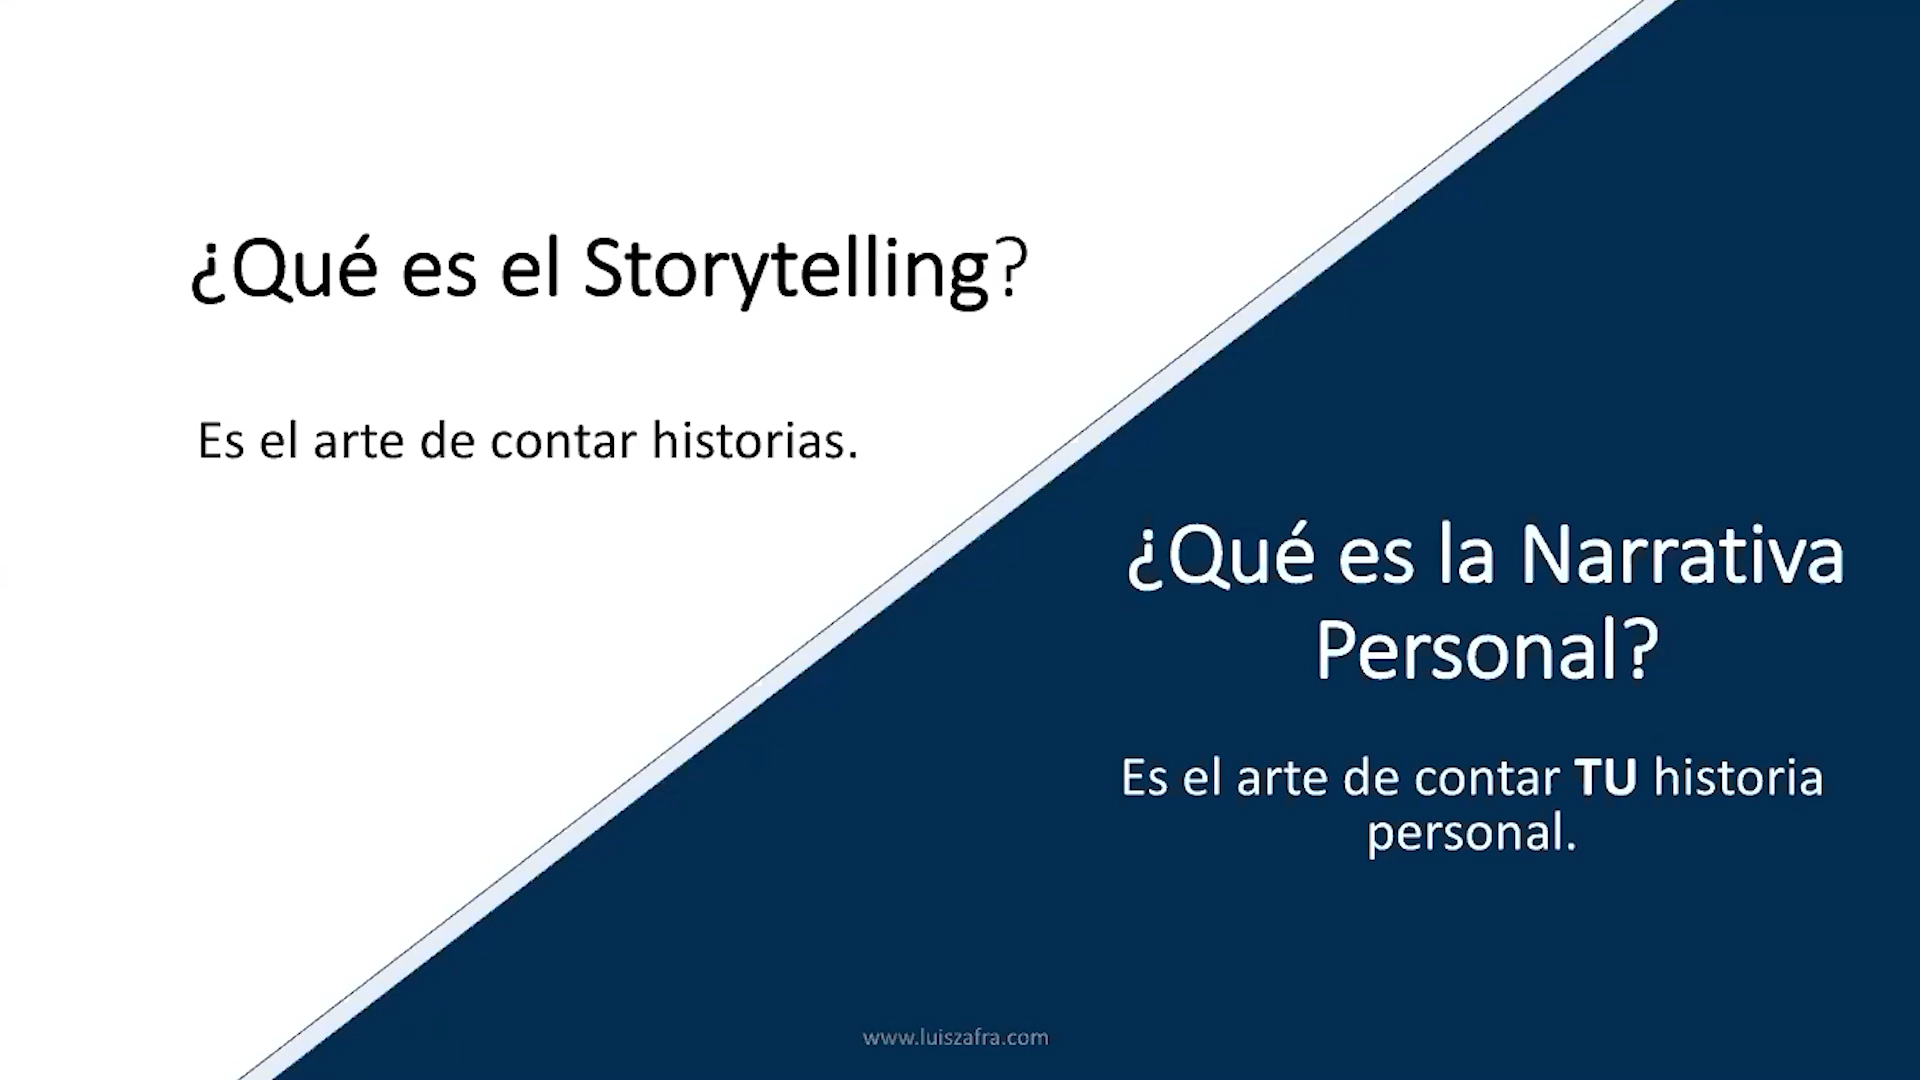 ¿Qué es el Storytelling?
Es el arte de contar historias.
¿Qué es la Narrativa
Personal?
Es el arte de contar TU historia
personal.
www.luiszafra.com